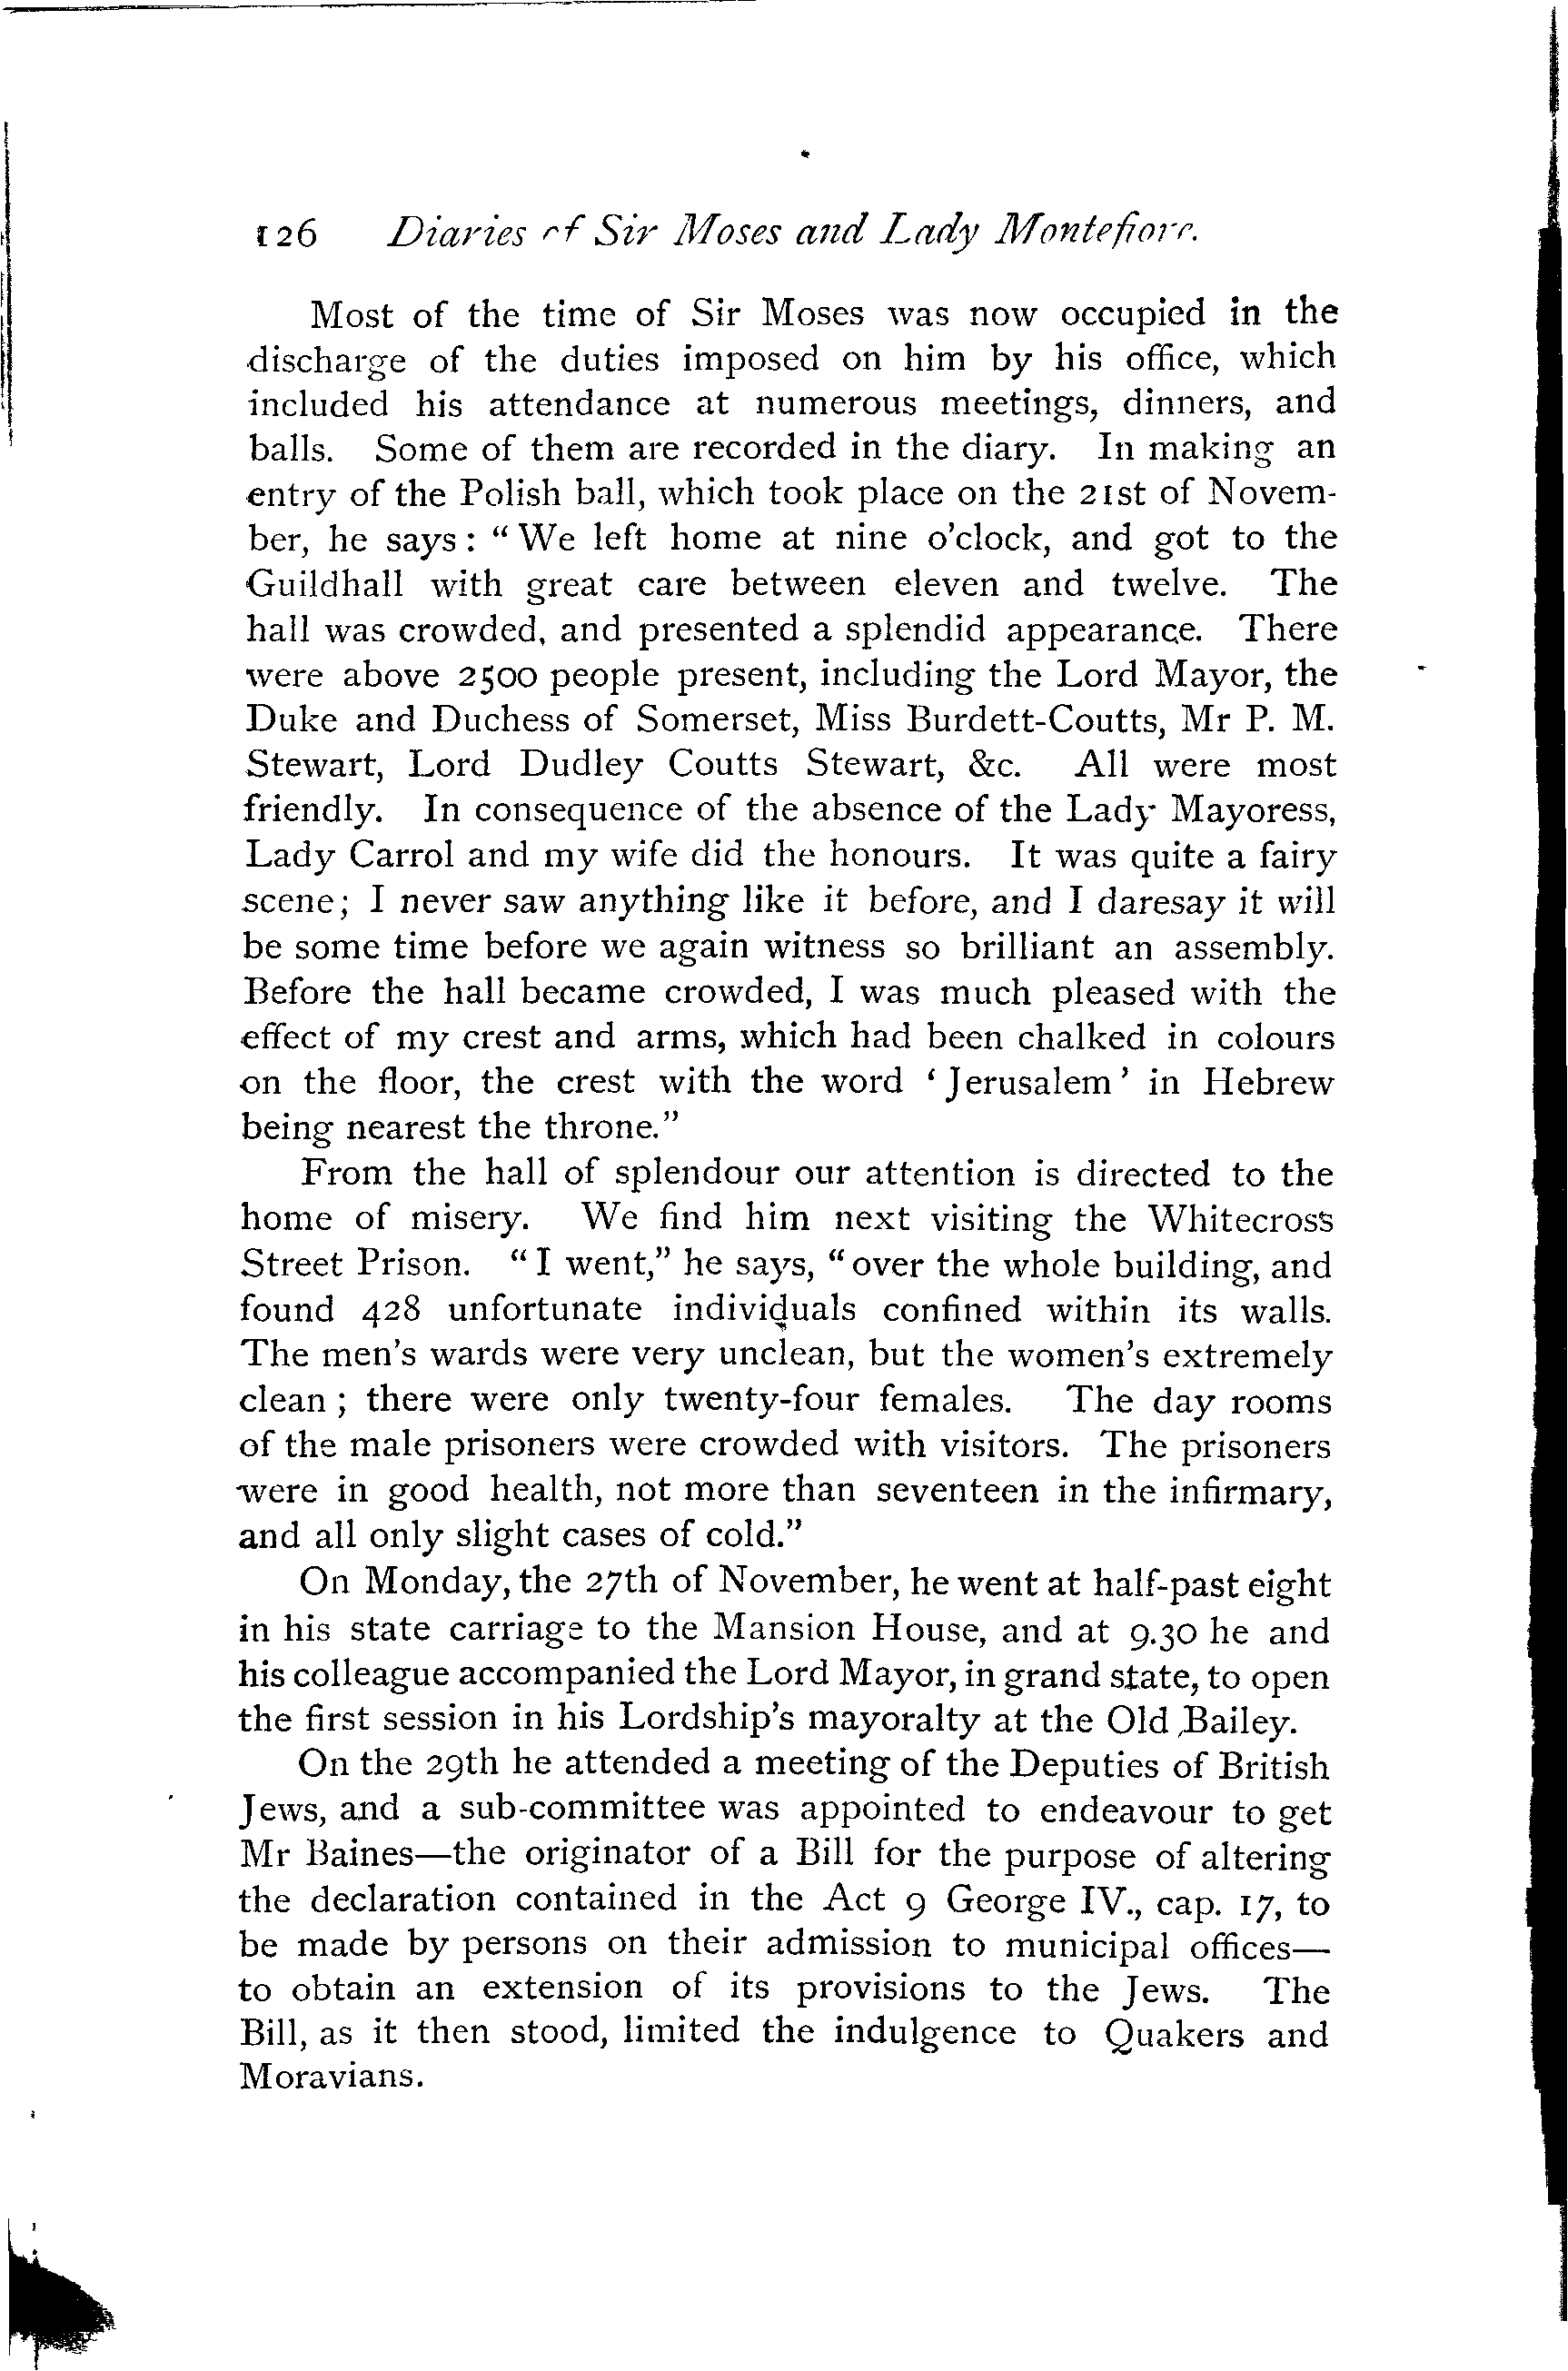 126 Diaries of Sir Moses and Lady Montefiore.
Most of the time of Sir Moses was now occupied in the
discharge of the duties imposed on him by his office, which
included his attendance at numerous meetings, dinners, and
balls. Some of them are recorded in the diary. In making an
entry of the Polish ball, which took place on the 21st of Novem-
ber, he says: "We left home at nine o'clock, and got to the
Guildhall with great care between eleven and twelve. The
hall was crowded, and presented a splendid appearance. There
were above 2500 people present, including the Lord Mayor, the
Duke and Duchess of Somerset, Miss Burdett-Coutts, Mr P. M.
Stewart, Lord Dudley Coutts Stewart, &c. All were most
friendly. In consequence of the absence of the Lady Mayoress,
Lady Carrol and my wife did the honours. It was quite a fairy
scene; I never saw anything like it before, and I daresay it will
be some time before we again witness so brilliant an assembly.
Before the hall became crowded, I was much pleased with the
effect of my crest and arms, which had been chalked in colours
on the floor, the crest with the word 'Jerusalem' in Hebrew
being nearest the throne."
From the hall of splendour our attention is directed to the
home of misery. We find him next visiting the Whitecross
Street Prison. "I went," he says, "over the whole building, and
found 428 unfortunate individuals confined within its walls.
The men's wards were very unclean, but the women's extremely
clean; there were only twenty-four females. The day rooms
of the male prisoners were crowded with visitors. The prisoners
were in good health, not more than seventeen in the infirmary,
and all only slight cases of cold."
On Monday, the 27th of November, he went at half-past eight
in his state carriage to the Mansion House, and at 9.30 he and
his colleague accompanied the Lord Mayor, in grand state, to open
the first session in his Lordship's mayoralty at the Old Bailey.
On the 29th he attended a meeting of the Deputies of British
Jews, and a sub-committee was appointed to endeavour to get
Mr Baines—the originator of a Bill for the purpose of altering
the declaration contained in the Act 9 George IV., cap. 17, to
be made by persons on their admission to municipal offices—
to obtain an extension of its provisions to the Jews. The
Bill, as it then stood, limited the indulgence to Quakers and
Moravians.